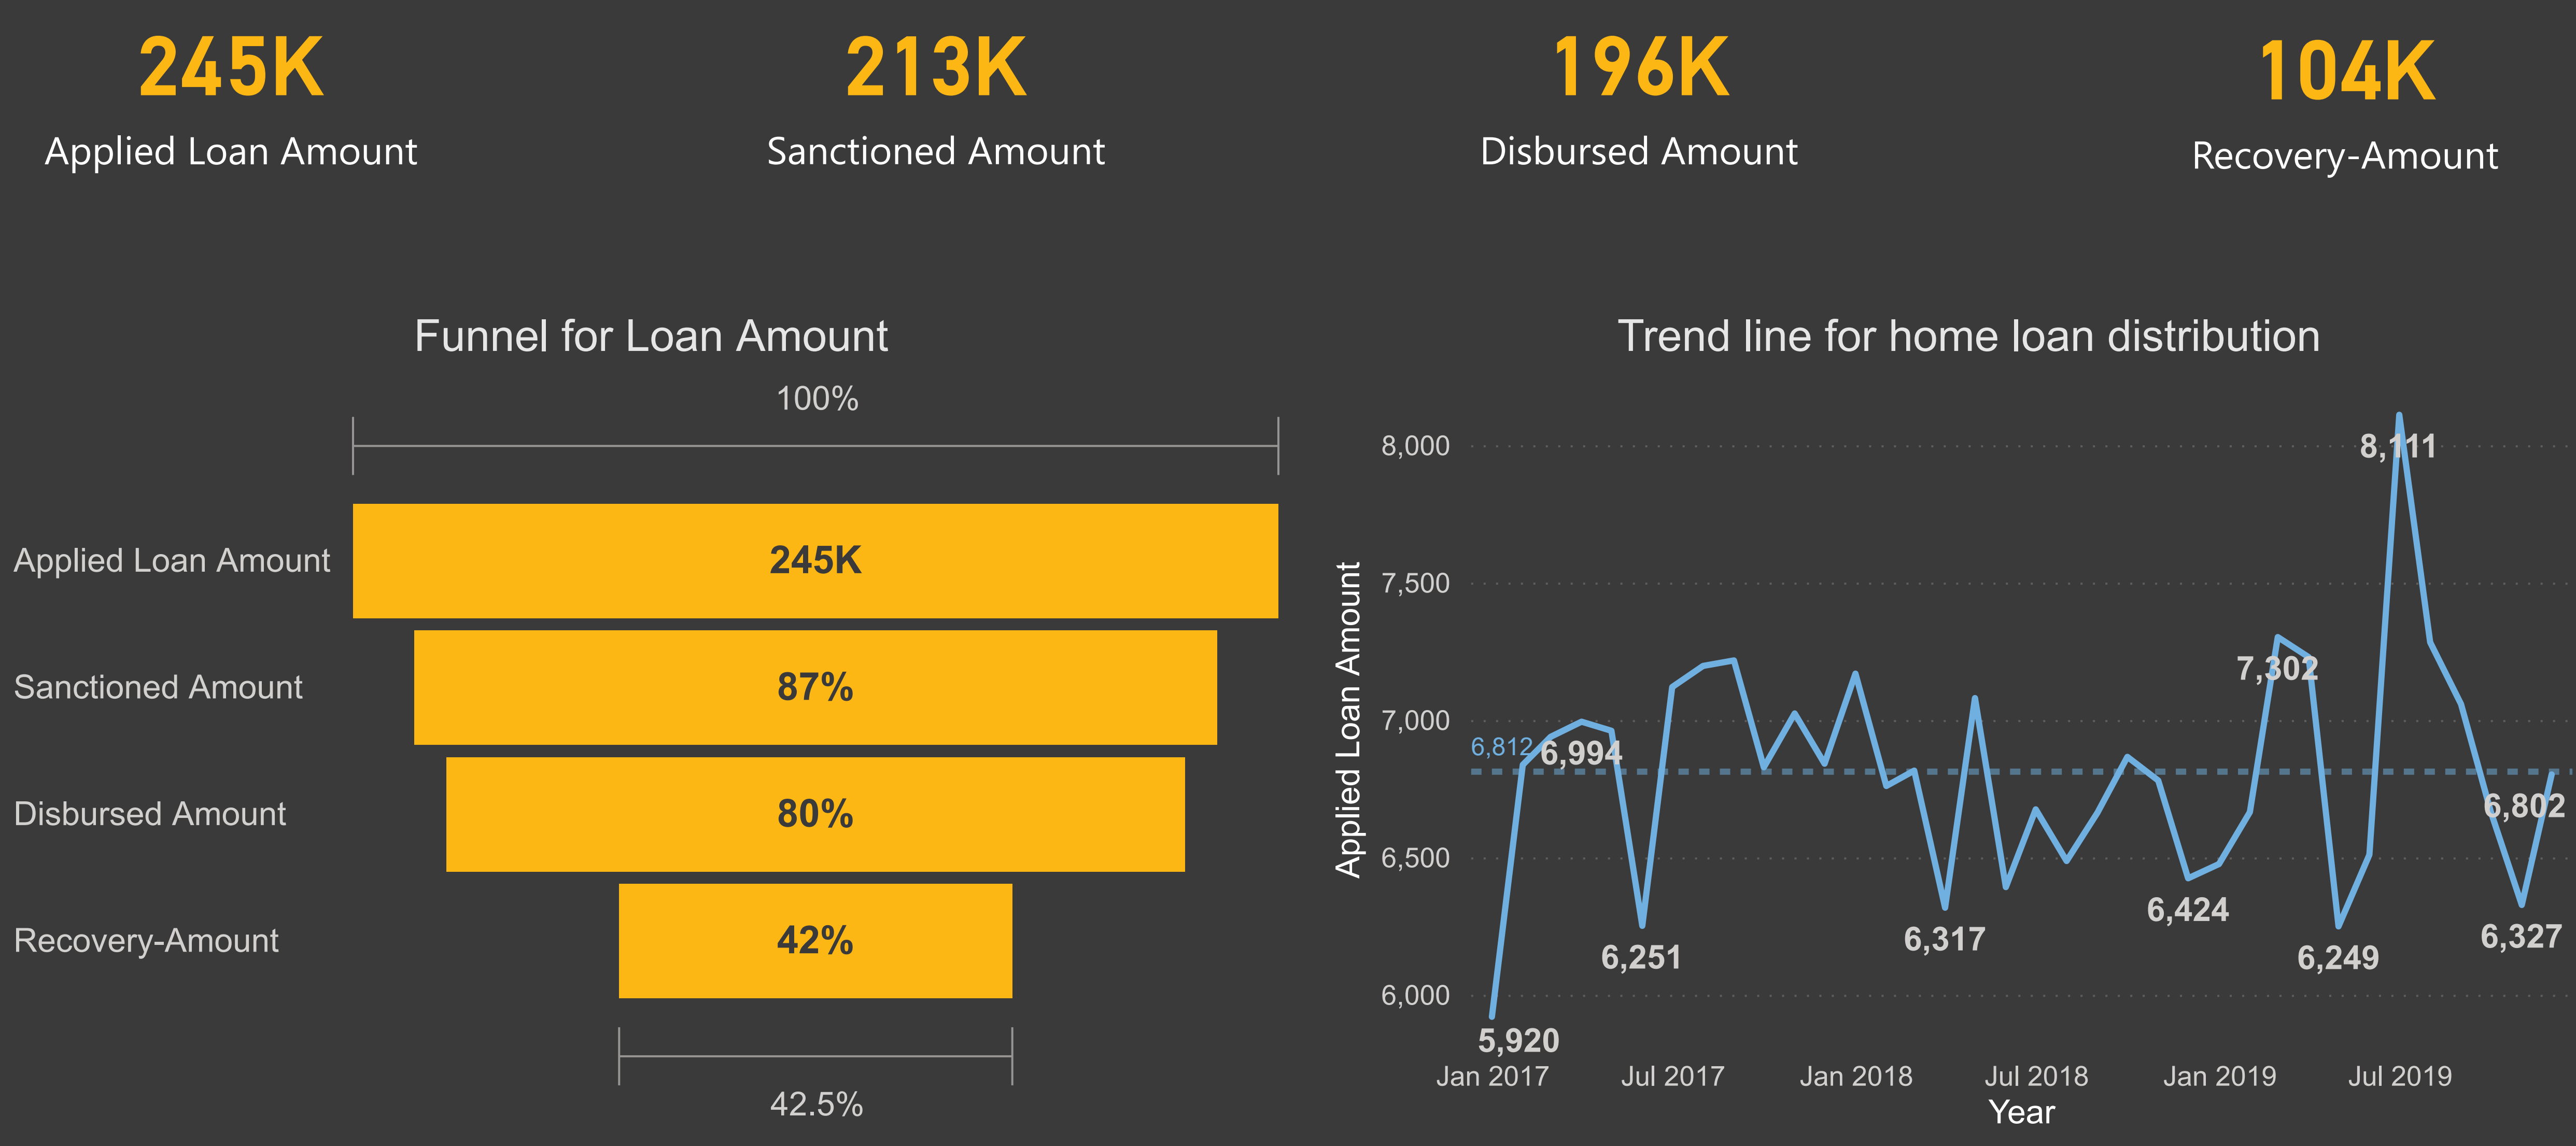 245K
Applied Loan Amount
213K
Sanctioned Amount
196K
Disbursed Amount
104K
Recovery-Amount
Funnel for Loan Amount
100%
Applied Loan Amount
245K
Sanctioned Amount
87%
Disbursed Amount
80%
Recovery-Amount
42%
42.5%
Trend line for home loan distribution
Applied Loan Amount
8,000
7,500
7,000
6,500
6,000
6,812
5,920
6,994
6,251
6,317
6,424
7,302
6,249
8,111
6,327
6,802
Jan 2017
Jul 2017
Jan 2018
Jul 2018
Jan 2019
Jul 2019
Year